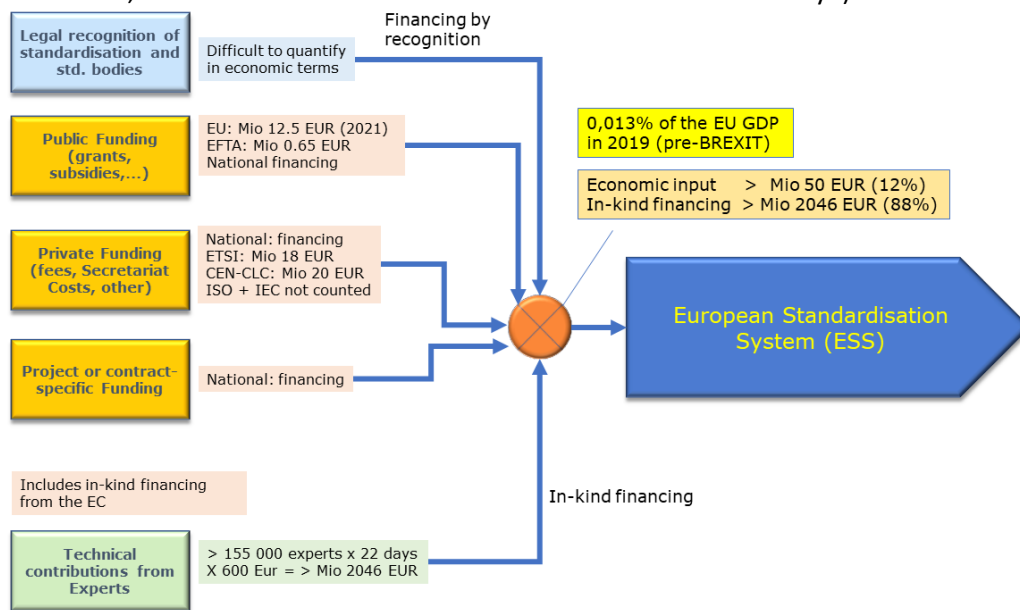 Legal recognition of
standardisation and
std. bodies
Difficult to quantify
in economic terms
Financing by
recognition
Public Funding
(grants,
subsidies,...)
EU: Mio 12.5 EUR (2021)
EFTA: Mio 0.65 EUR
National financing
0,013% of the EU GDP
in 2019 (pre-BREXIT)
Economic input > Mio 50 EUR (12%)
In-kind financing > Mio 2046 EUR (88%)
Private Funding
(fees, Secretariat
Costs, other)
National: financing
ETSI: Mio 18 EUR
CEN-CLC: Mio 20 EUR
ISO + IEC not counted
European Standardisation
System (ESS)
Project or contract-
specific Funding
National: financing
Includes in-kind financing
from the EC
In-kind financing
Technical
contributions from
Experts
> 155 000 experts x 22 days
X 600 Eur = > Mio 2046 EUR